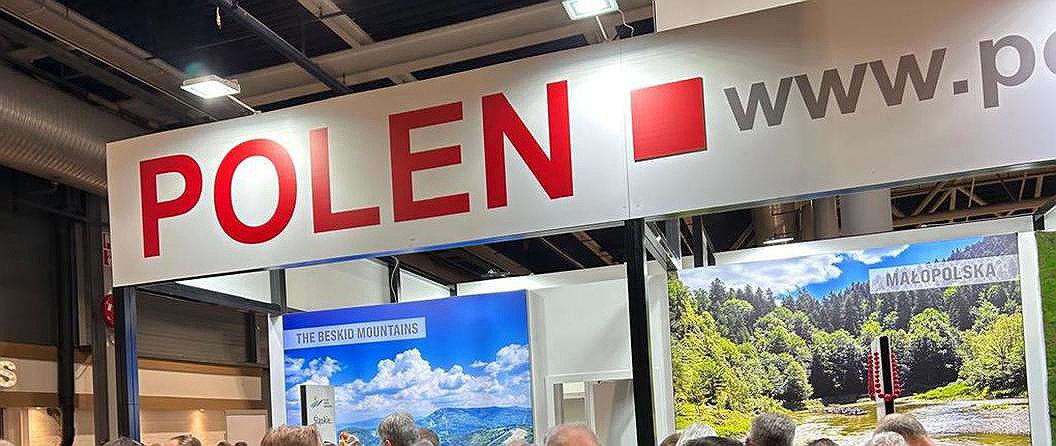 POLEN www.po
THE BESKID MOUNTAINS
MAŁOPOLSKA